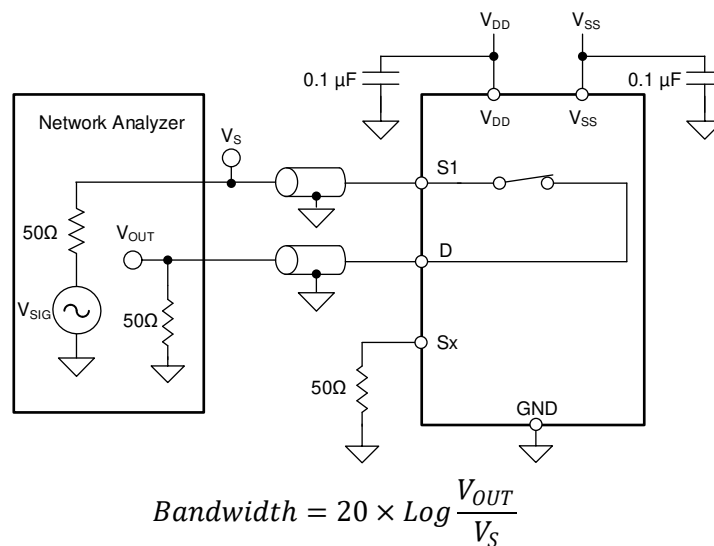 V_DD
V_SS
0.1 µF
0.1 µF
Network Analyzer
V_DD
V_SS
V_S
S1
50Ω
V_OUT
D
V_SIG
50Ω
Sx
50Ω
GND
Bandwidth = 20 × Log V_OUT / V_S